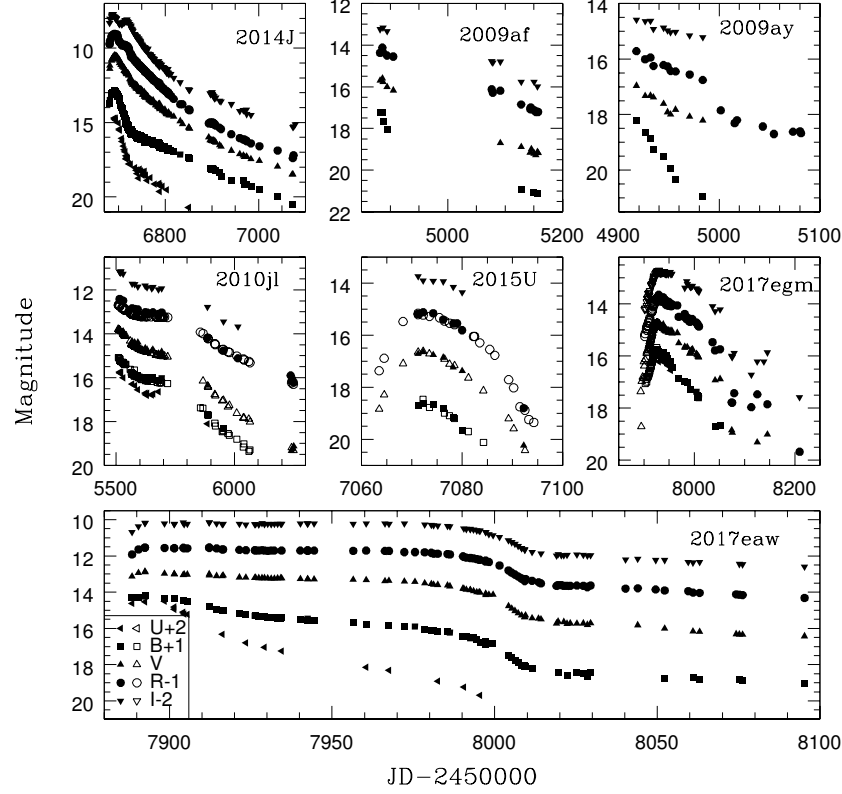 2014J
2009af
2009ay
10
15
20
12
14
16
18
20
22
14
16
18
20
6800 7000
5000 5200
4900 5000 5100
2010jl
2015U
2017egm
12
14
16
18
20
14
16
18
20
14
16
18
20
5500 6000
7060 7080 7100
8000 8200
Magnitude
2017eaw
10
12
14
16
18
20
U+2
B+1
V
R-1
I-2
7900 7950 8000 8050 8100
JD-2450000